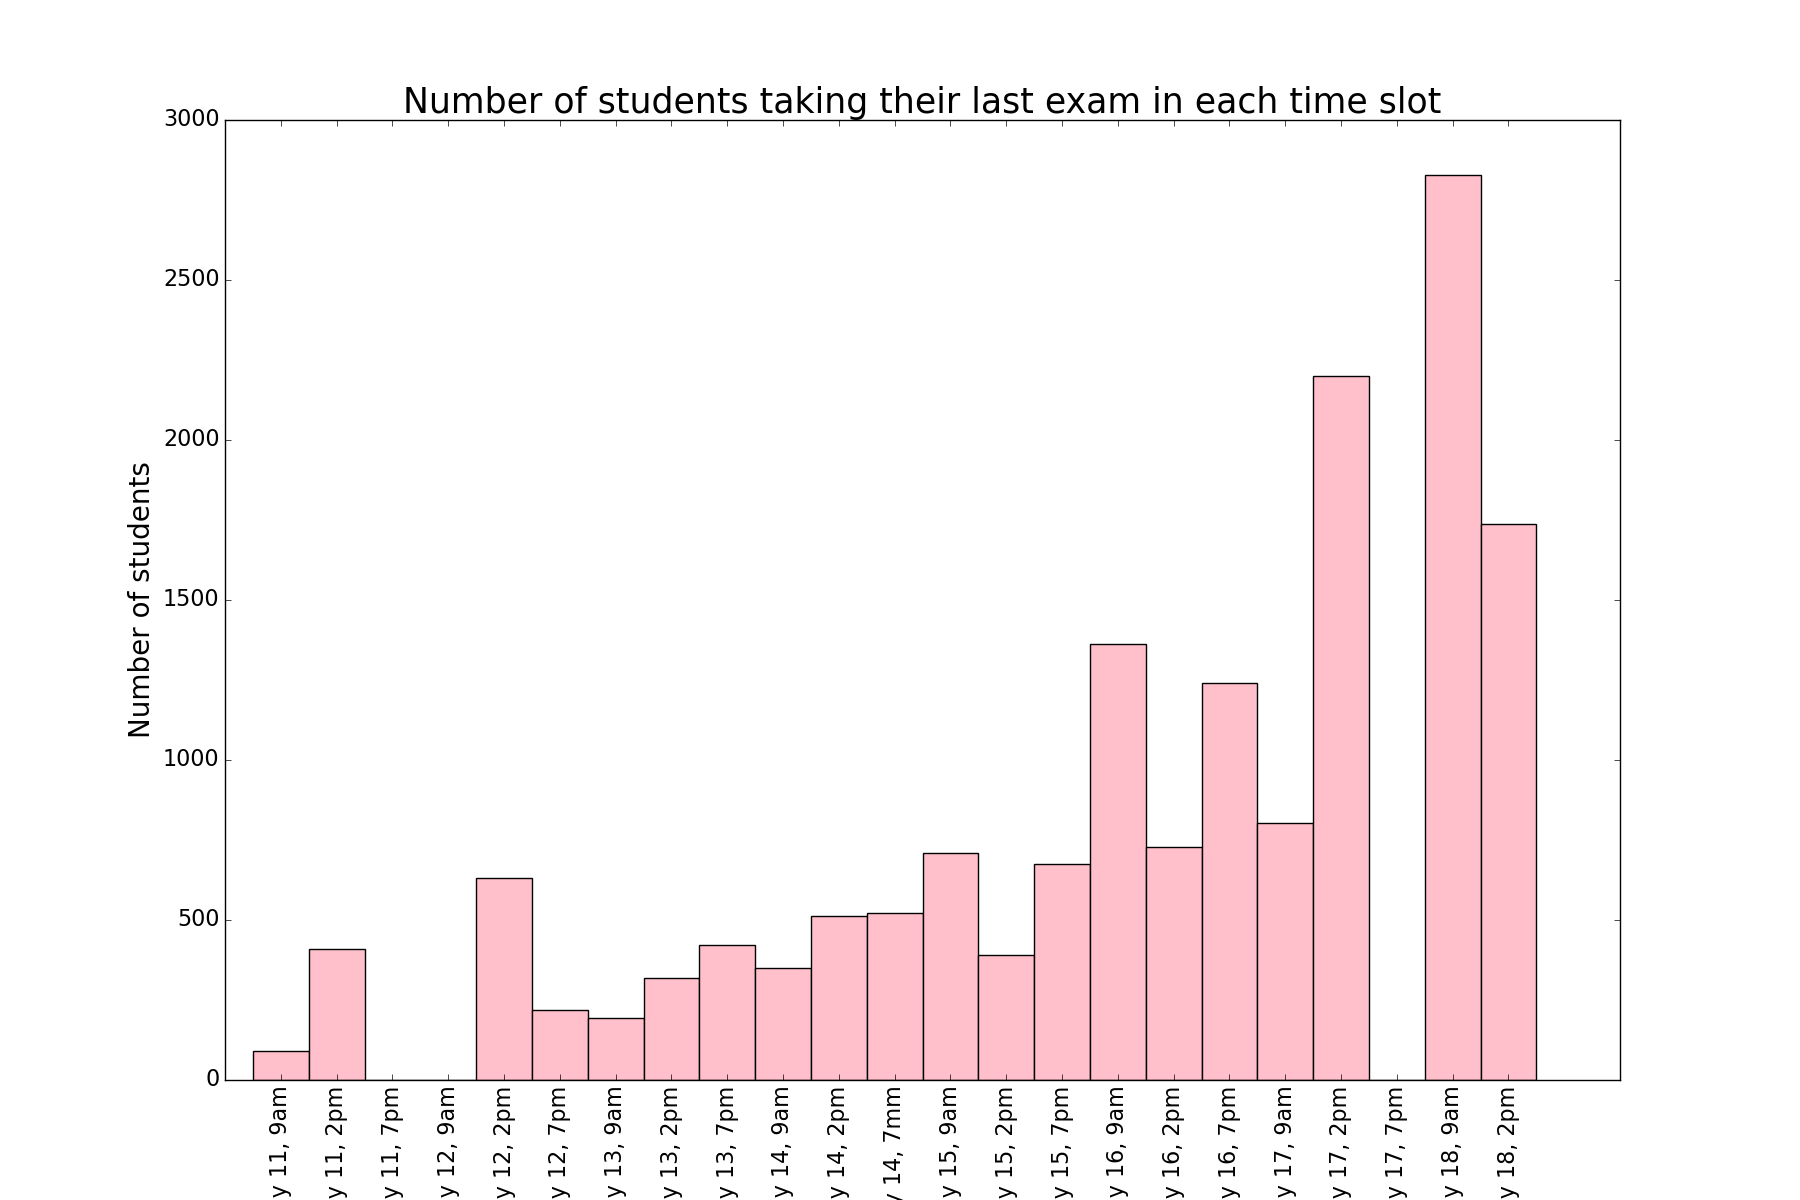 Number of students taking their last exam in each time slot
Number of students
3000
2500
2000
1500
1000
500
0
y 11, 9am
y 11, 2pm
y 11, 7pm
y 12, 9am
y 12, 2pm
y 12, 7pm
y 13, 9am
y 13, 2pm
y 13, 7pm
y 14, 9am
y 14, 2pm
y 14, 7mm
y 15, 9am
y 15, 2pm
y 15, 7pm
y 16, 9am
y 16, 2pm
y 16, 7pm
y 17, 9am
y 17, 2pm
y 17, 7pm
y 18, 9am
y 18, 2pm